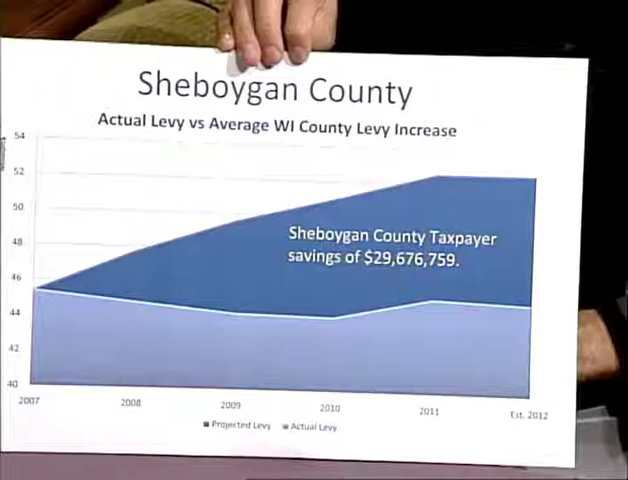 Sheboygan County
Actual Levy vs Average WI County Levy Increase
54
52
50
48
46
44
42
40
Sheboygan County Taxpayer
savings of $29,676,759.
2007 2008 2009 2010 2011 Est. 2012
Projected Levy Actual Levy